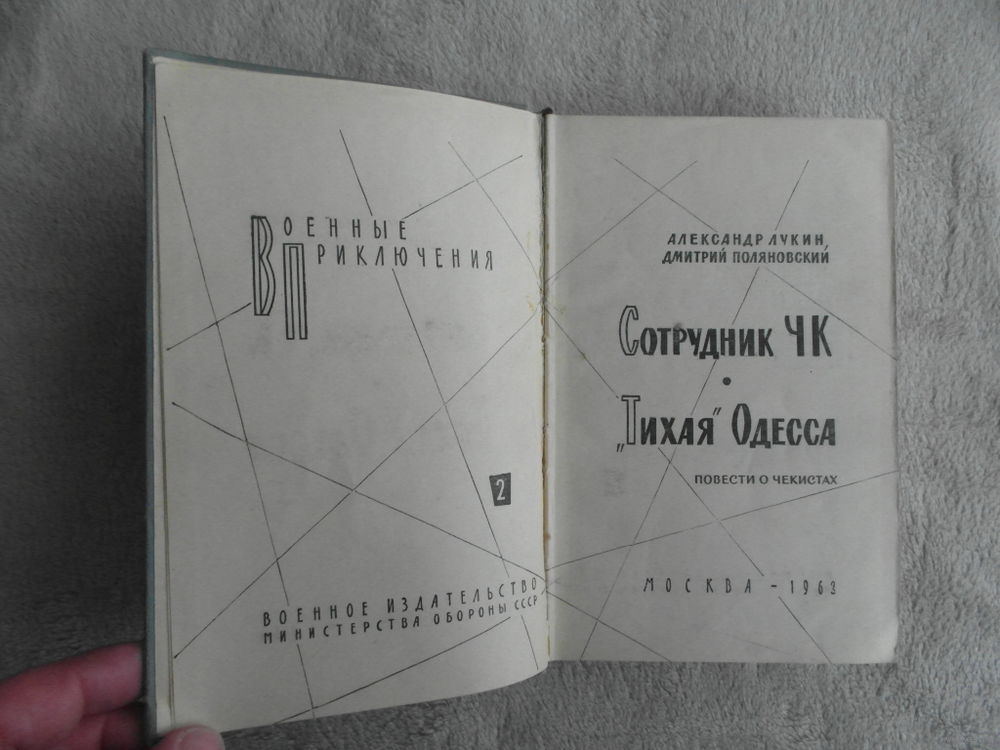 ВОЕННЫЕ
ПРИКЛЮЧЕНИЯ
2
ВОЕННОЕ ИЗДАТЕЛЬСТВО
МИНИСТЕРСТВА ОБОРОНЫ СССР
АЛЕКСАНДР ЛУКИН,
ДМИТРИЙ ПОЛЯНОВСКИЙ
СОТРУДНИК ЧК
•
„ТИХАЯ" ОДЕССА
ПОВЕСТИ О ЧЕКИСТАХ
МОСКВА – 1963